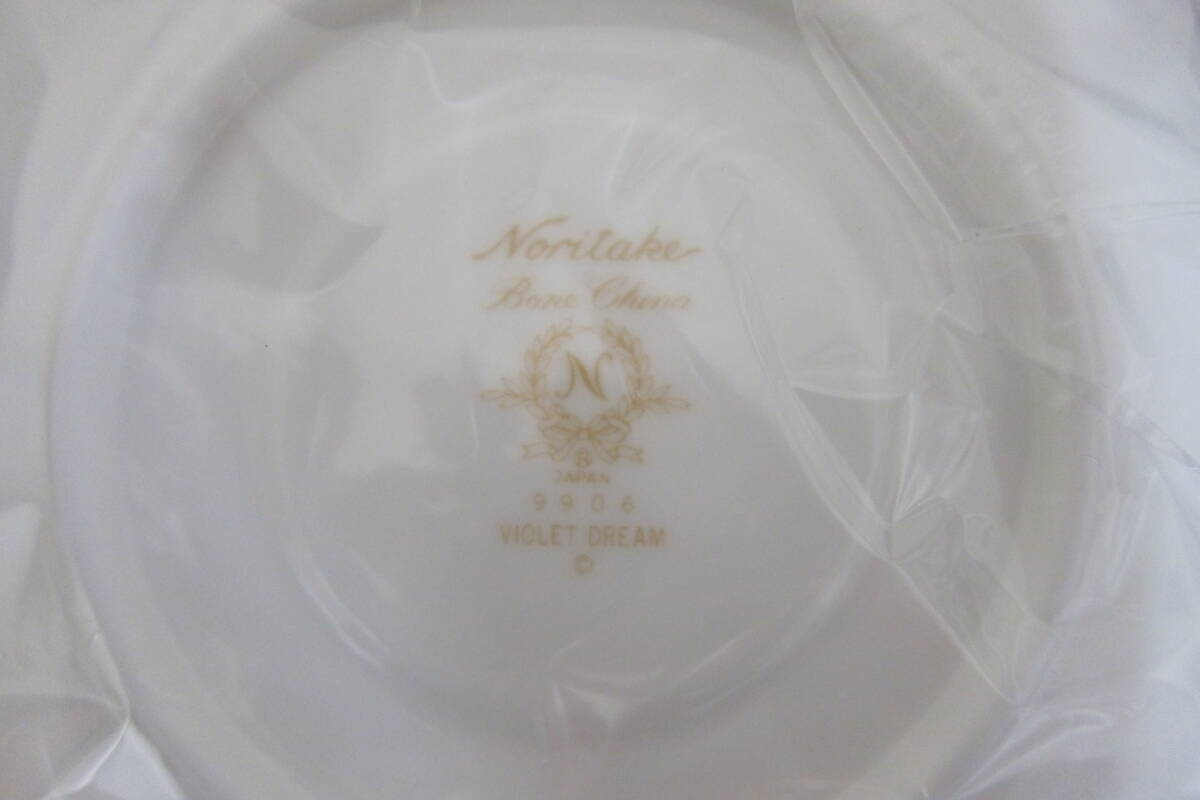 Noritake
Bone China
N
®
JAPAN
9906
VIOLET DREAM
©